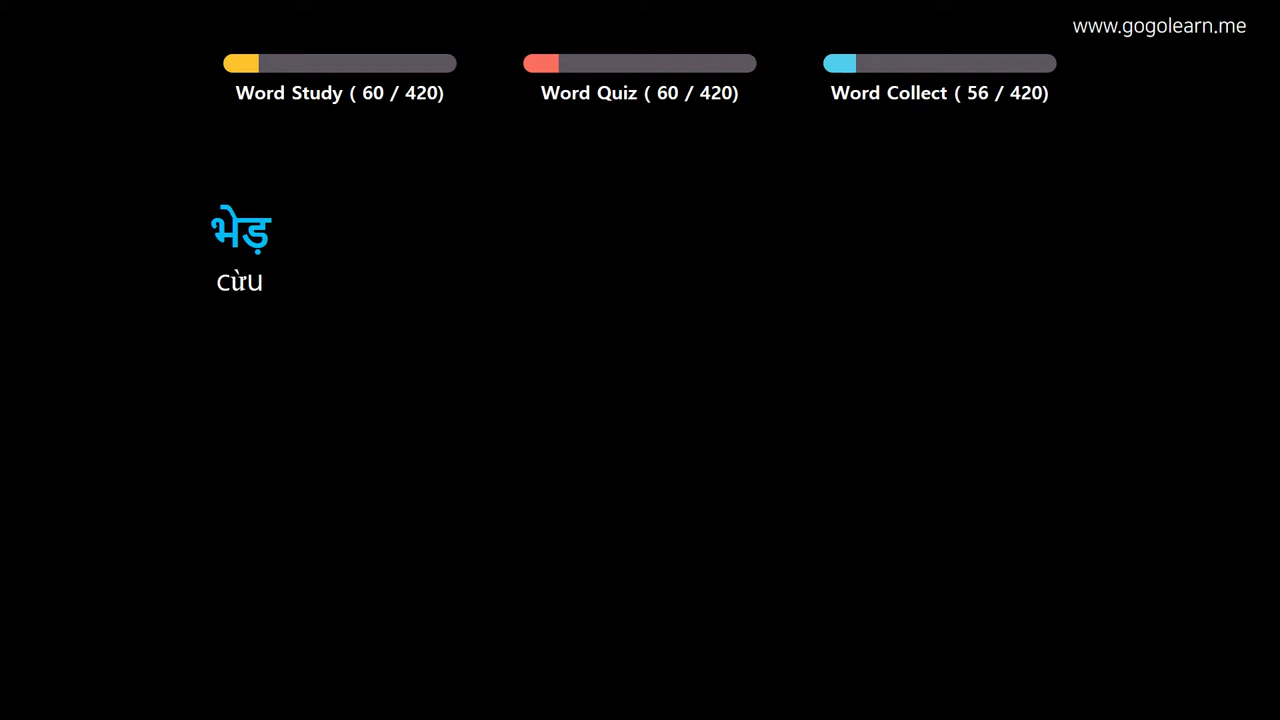 www.gogolearn.me
Word Study ( 60 / 420)
Word Quiz ( 60 / 420)
Word Collect ( 56 / 420)
भेड़
cừu